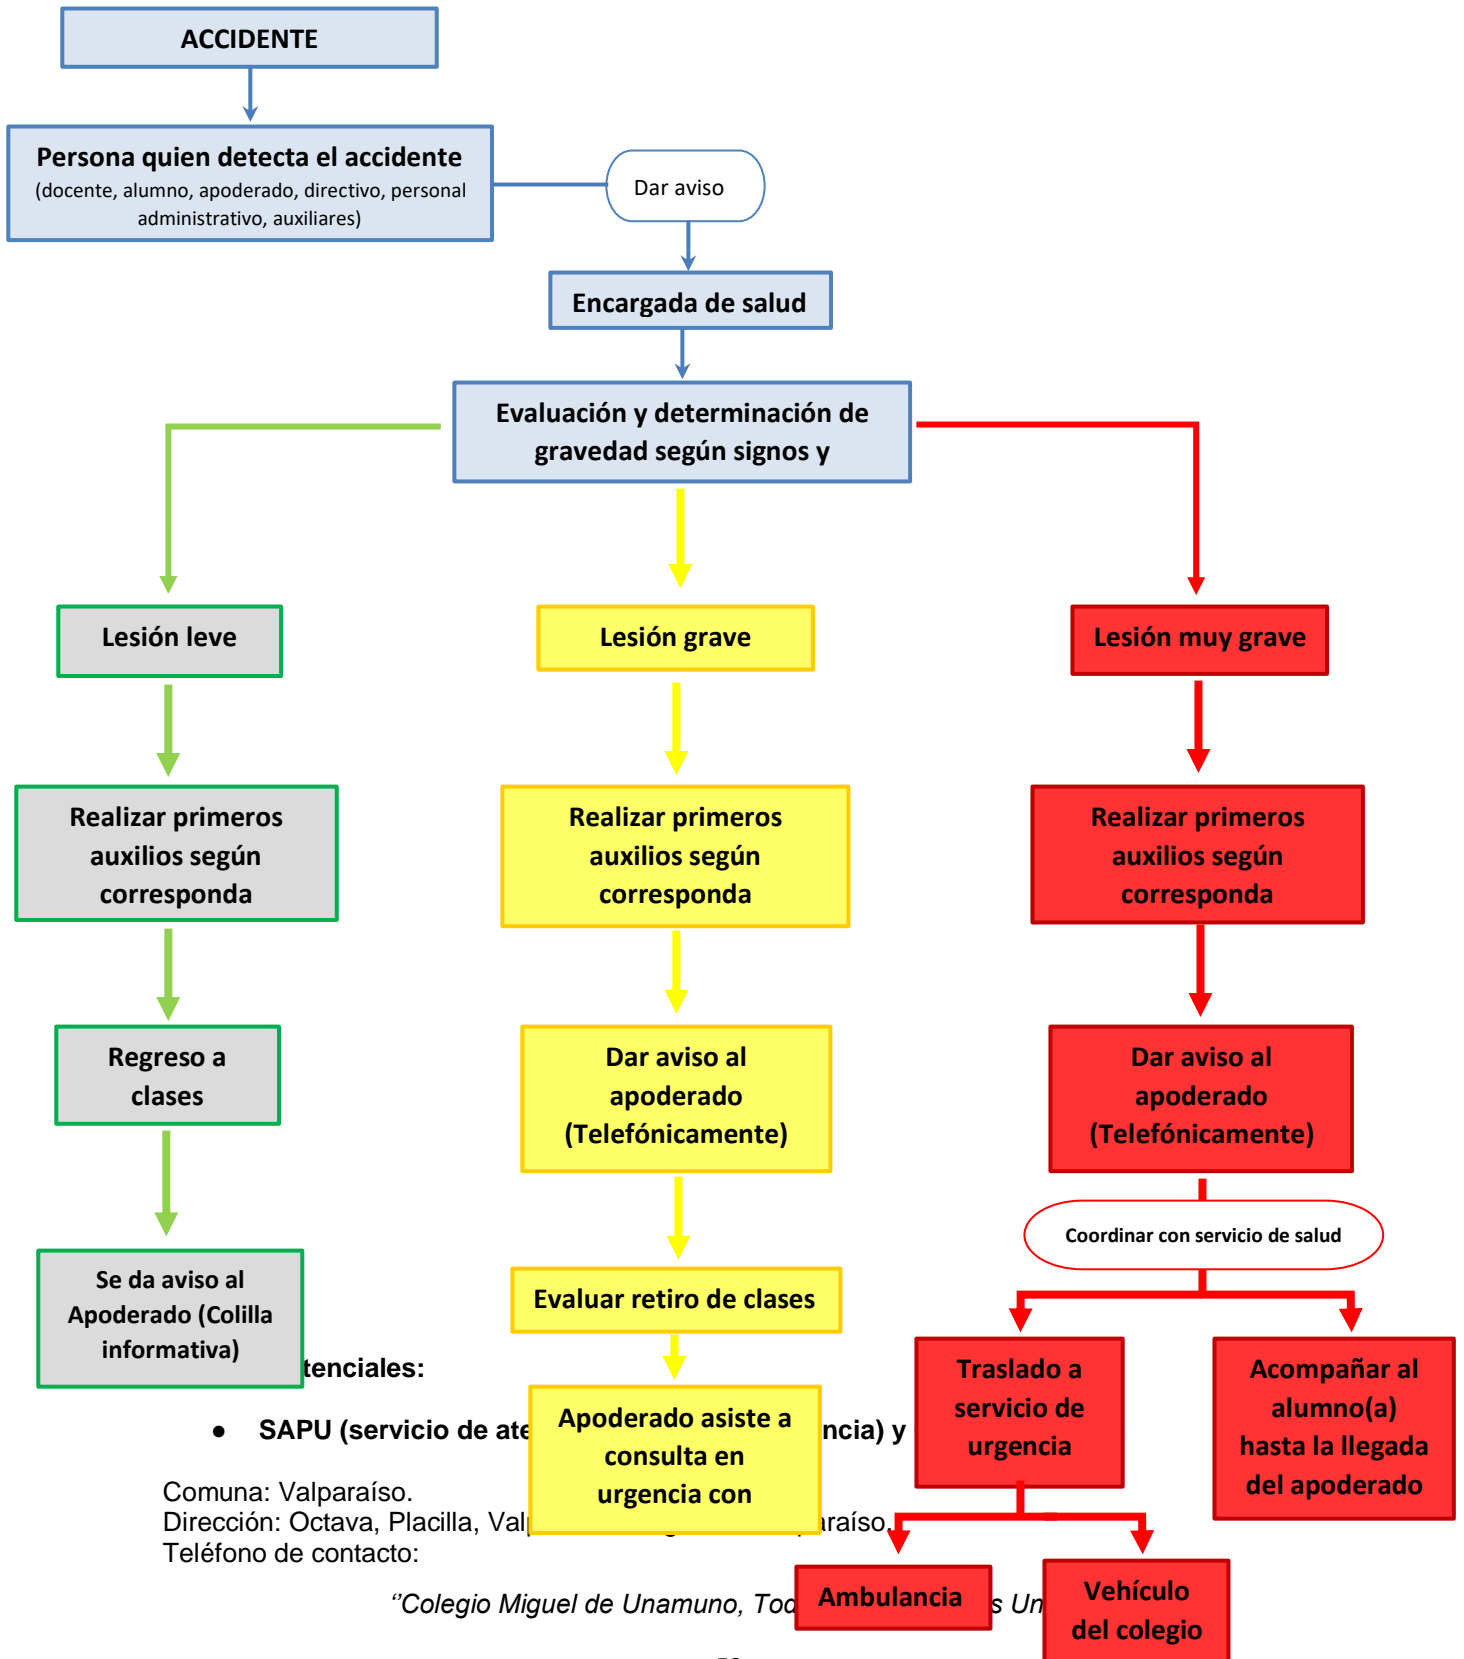 ACCIDENTE
Persona quien detecta el accidente
(docente, alumno, apoderado, directivo, personal
administrativo, auxiliares)
Dar aviso
Encargada de salud
Evaluación y determinación de
gravedad según signos y
Lesión leve
Realizar primeros
auxilios según
corresponda
Regreso a
clases
Se da aviso al
Apoderado (Colilla
informativa)
Lesión grave
Realizar primeros
auxilios según
corresponda
Dar aviso al
apoderado
(Telefónicamente)
Evaluar retiro de clases
Apoderado asiste a
consulta en
urgencia con
Lesión muy grave
Realizar primeros
auxilios según
corresponda
Dar aviso al
apoderado
(Telefónicamente)
Coordinar con servicio de salud
Traslado a
servicio de
urgencia
Acompañar al
alumno(a)
hasta la llegada
del apoderado
Ambulancia
Vehículo
del colegio
tenciales:
● SAPU (servicio de ate ncia) y
Comuna: Valparaíso.
Dirección: Octava, Placilla, Valp araíso.
Teléfono de contacto:
“Colegio Miguel de Unamuno, Tod s Un